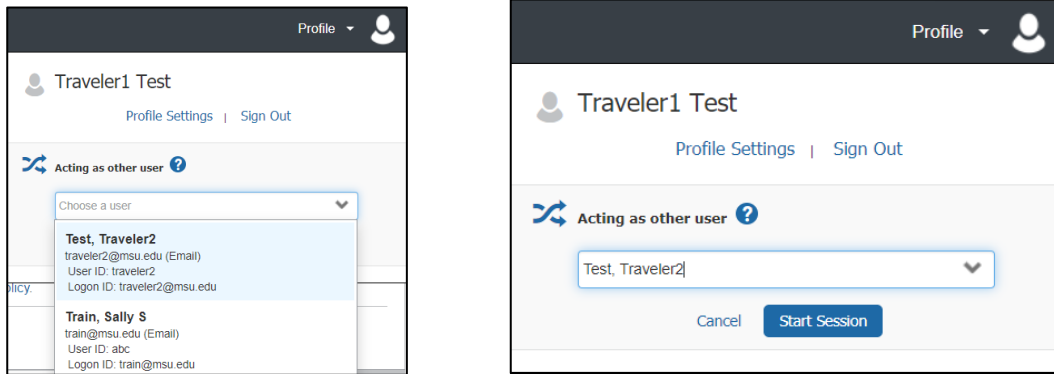 Profile
Traveler1 Test
Profile Settings | Sign Out
Acting as other user ?
Choose a user
Test, Traveler2
traveler2@msu.edu (Email)
User ID: traveler2
Logon ID: traveler2@msu.edu
olicy.
Train, Sally S
train@msu.edu (Email)
User ID: abc
Logon ID: train@msu.edu
Profile
Traveler1 Test
Profile Settings | Sign Out
Acting as other user ?
Test, Traveler2
Cancel Start Session